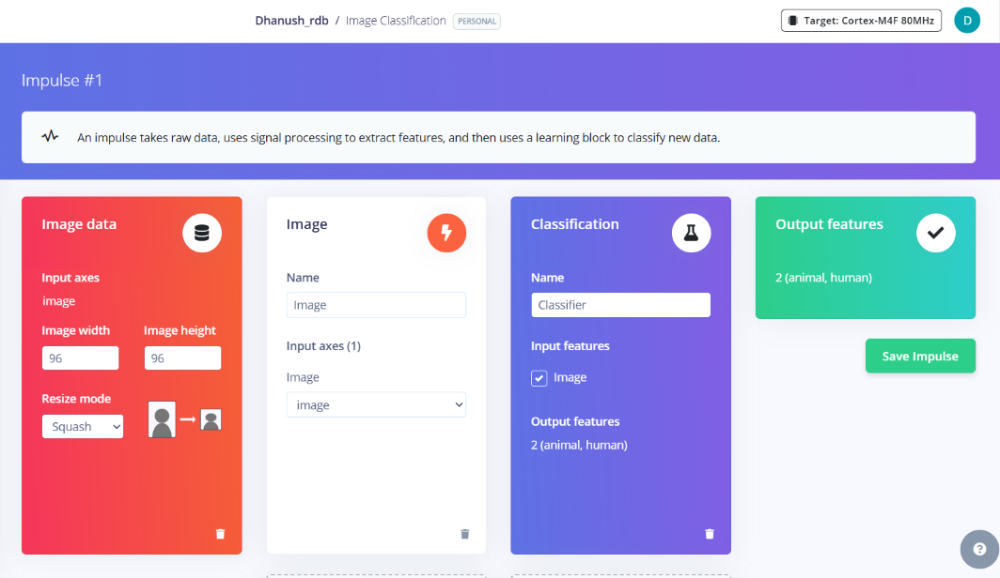 Dhanush_rdb / Image Classification PERSONAL
Target: Cortex-M4F 80MHz
D
Impulse #1
An impulse takes raw data, uses signal processing to extract features, and then uses a learning block to classify new data.
Image data
Input axes
image
Image width
Image height
96
96
Resize mode
Squash
Image
Name
Image
Input axes (1)
Image
image
Classification
Name
Classifier
Input features
Image
Output features
2 (animal, human)
Output features
2 (animal, human)
Save Impulse
?